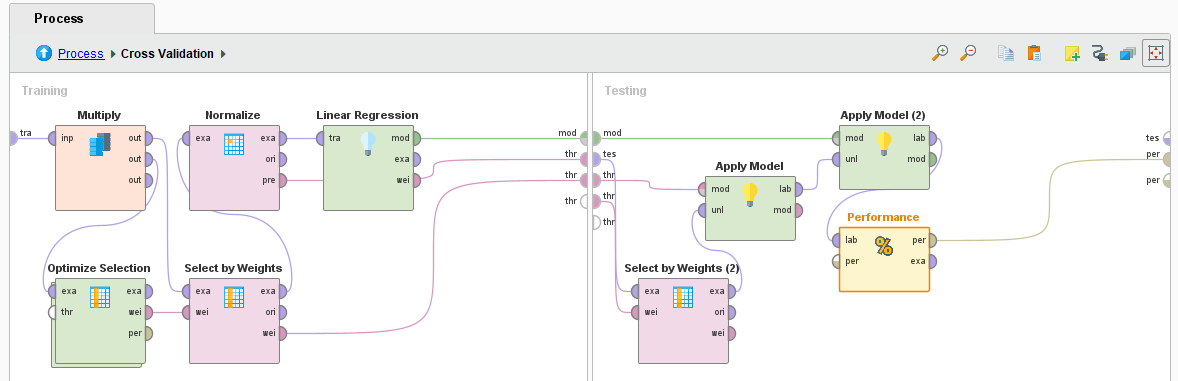 Process
Process Cross Validation
Training
Testing
Multiply
Normalize
Linear Regression
Apply Model (2)
tra
inp out
out
out
exa exa
ori
pre
tra mod
exa
wei
mod
thr
thr
thr
mod
tes
thr
thr
thr
Apply Model
mod lab
unl mod
mod lab
unl mod
tes
per
per
Performance
lab per
per exa
Optimize Selection
Select by Weights
Select by Weights (2)
exa exa
thr wei
per
exa exa
wei ori
wei
exa exa
wei ori
wei